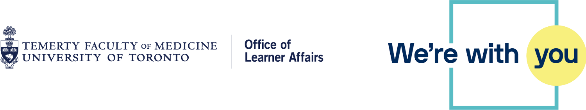 TEMERTY FACULTY OF MEDICINE
UNIVERSITY OF TORONTO
Office of
Learner Affairs
We're with you